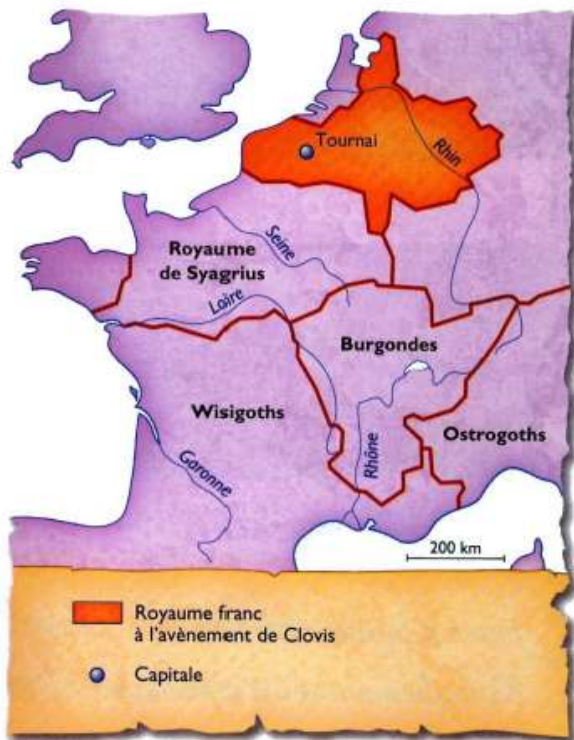 Tournai
Rhin
Royaume
de Syagrius
Seine
Loire
Burgondes
Wisigoths
Rhône
Ostrogoths
Garonne
200 km
Royaume franc
à l'avènement de Clovis
Capitale